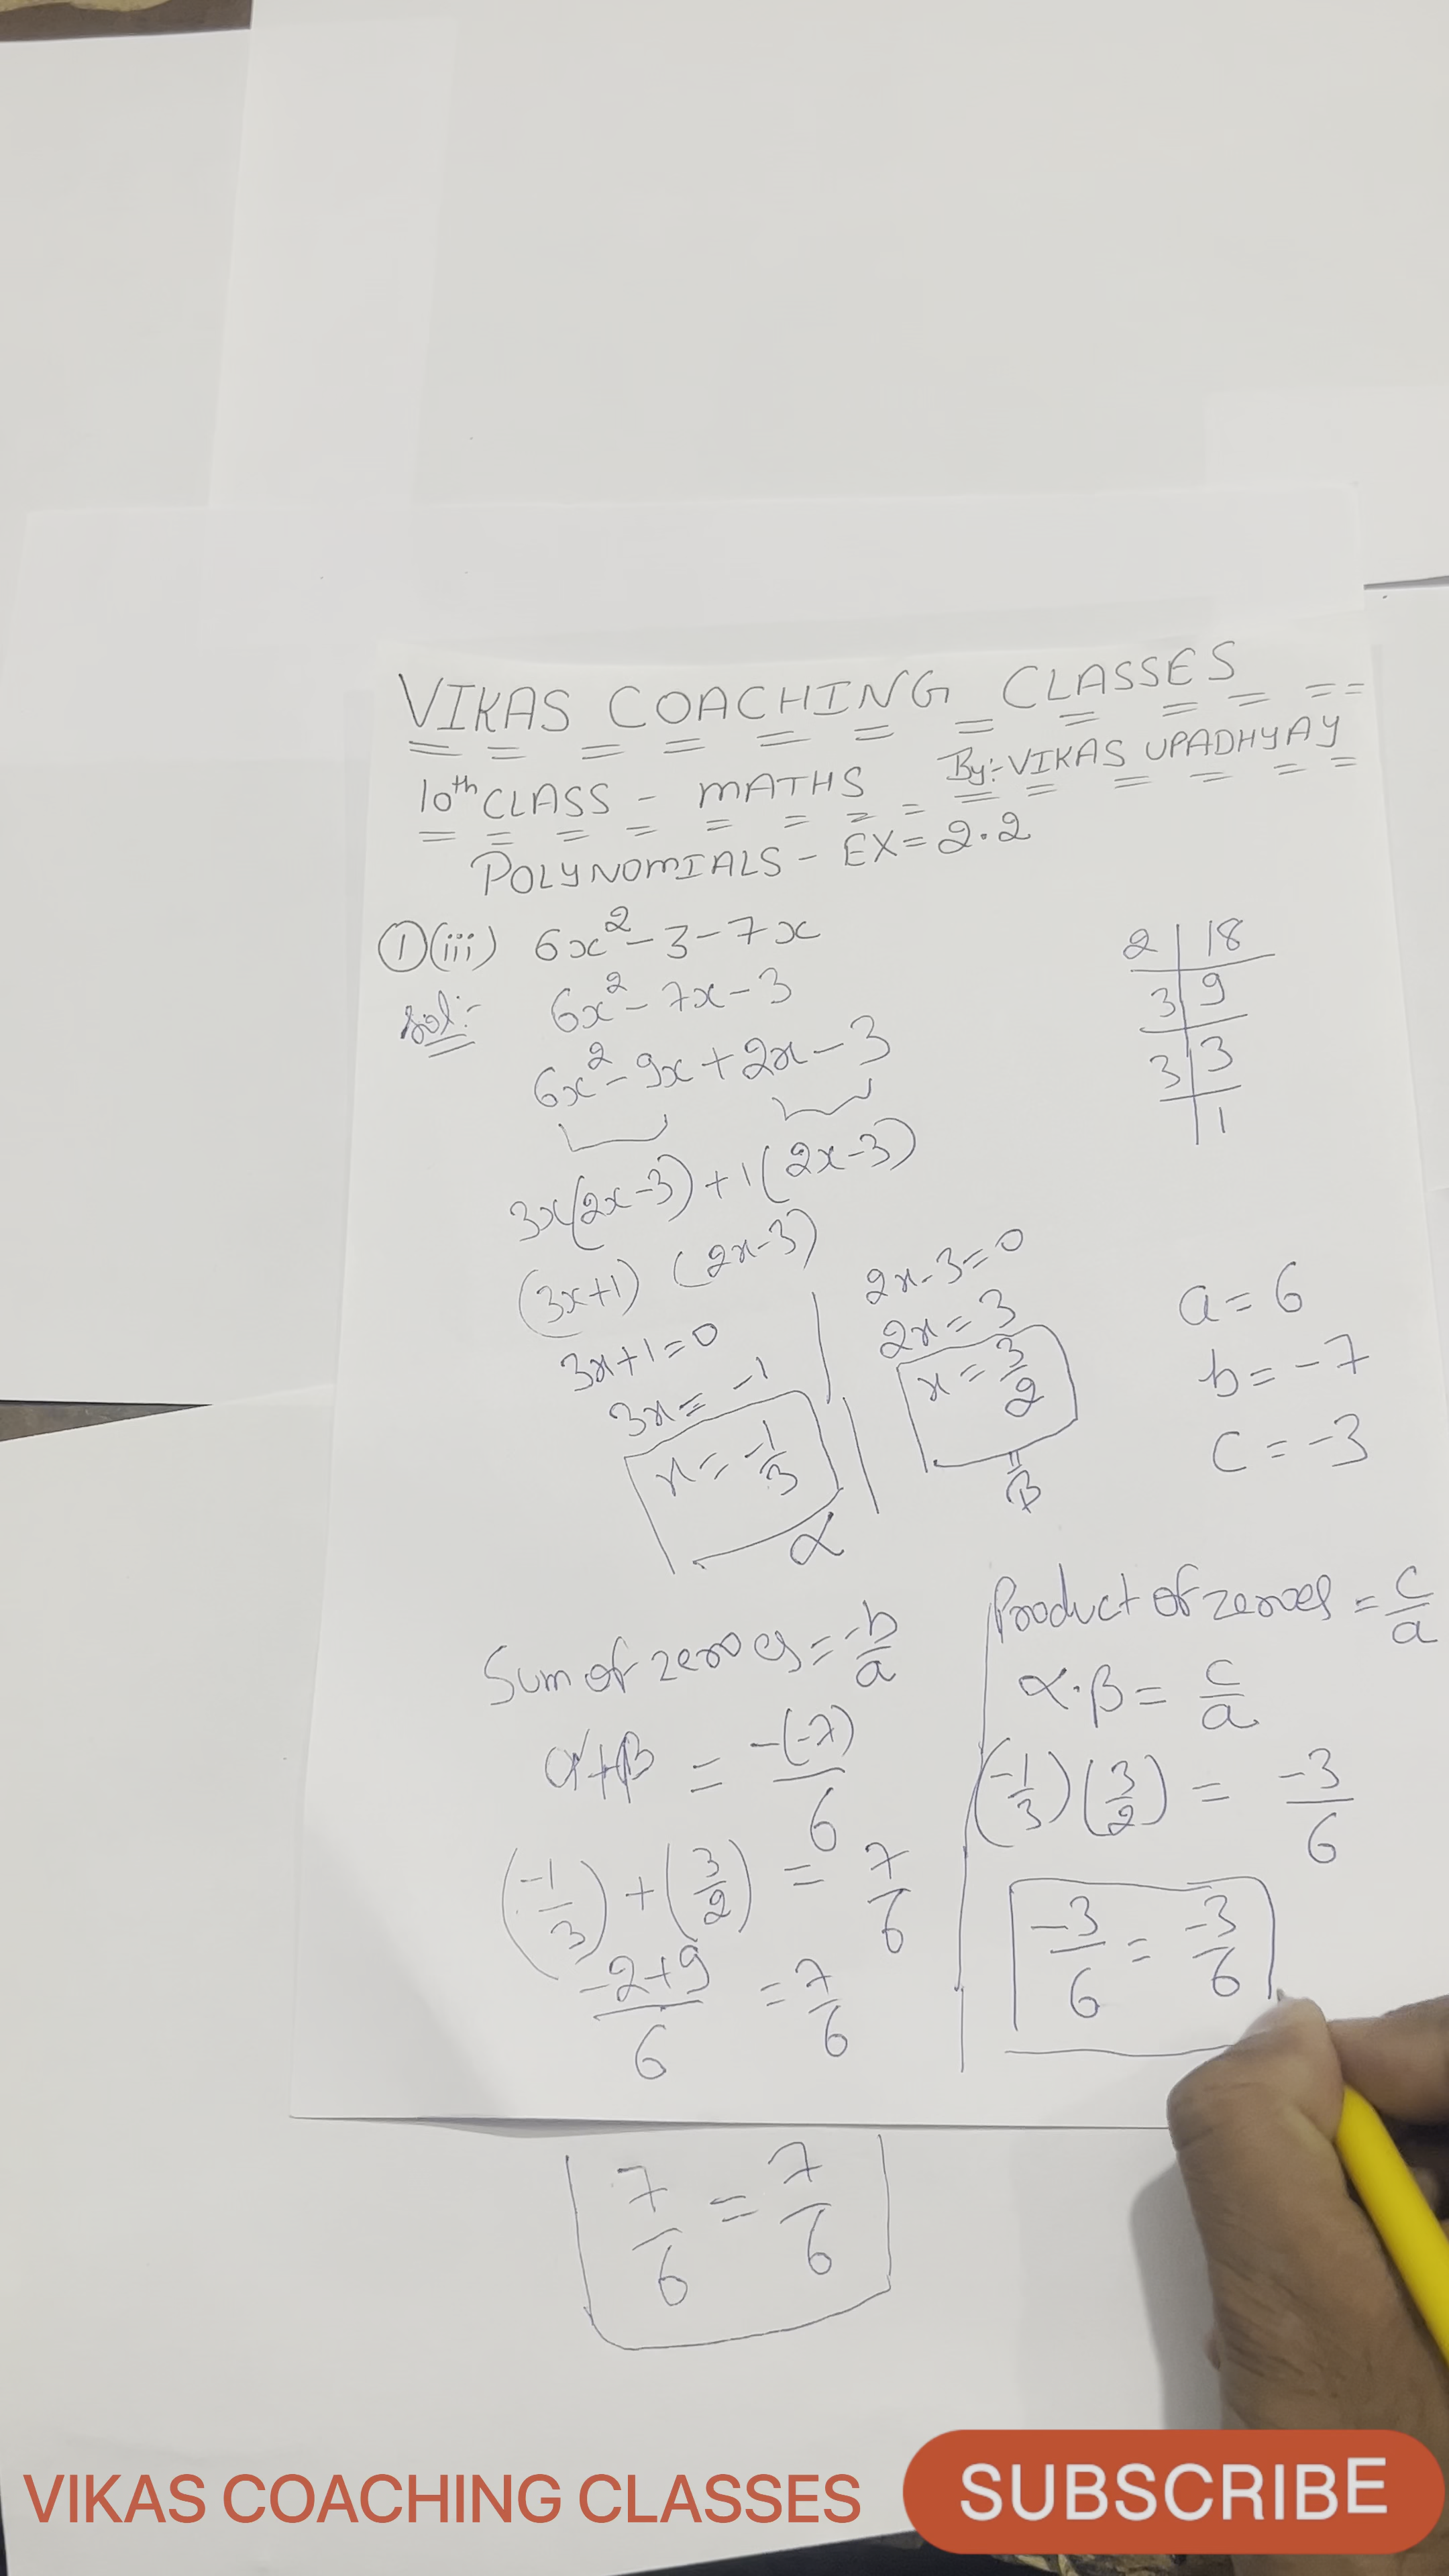 VIKAS COACHING CLASSES
10th CLASS - MATHS By:- VIKAS UPADHYAY
POLYNOMIALS - EX = 2.2
① (iii) 6x² - 3 - 7x
Sol:- 6x² - 7x - 3
6x² - 9x + 2x - 3
3x(2x-3) + 1(2x-3)
(3x+1) (2x-3)
2 | 18
3 | 9
3 | 3
| 1
3x+1=0
3x = -1
x = -1/3
α
2x-3=0
2x = 3
x = 3/2
β
a = 6
b = -7
c = -3
Sum of zeroes = -b/a
α+β = -(-7)/6
(-1/3) + (3/2) = 7/6
-2+9/6 = 7/6
7/6 = 7/6
Product of zeroes = c/a
α.β = c/a
(-1/3) (3/2) = -3/6
-3/6 = -3/6
VIKAS COACHING CLASSES
SUBSCRIBE